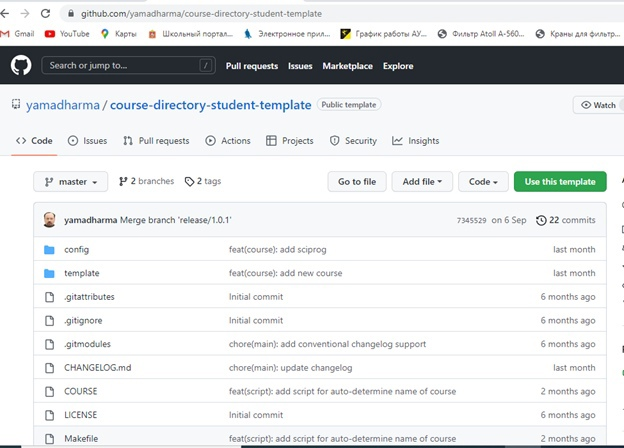 github.com/yamadharma/course-directory-student-template
Gmail YouTube Карты Школьный портал... Электронное прил... График работы АУ... Фильтр Atoll A-560... Краны для фильтр...
Search or jump to... / Pull requests Issues Marketplace Explore
yamadharma / course-directory-student-template Public template Watch
Code Issues Pull requests Actions Projects Security Insights
master 2 branches 2 tags Go to file Add file Code Use this template
yamadharma Merge branch 'release/1.0.1' 7345529 on 6 Sep 22 commits
config feat(course): add sciprog last month
template feat(course): add new course last month
.gitattributes Initial commit 6 months ago
.gitignore Initial commit 6 months ago
.gitmodules chore(main): add conventional changelog support 6 months ago
CHANGELOG.md chore(main): update changelog last month
COURSE feat(script): add script for auto-determine name of course 2 months ago
LICENSE Initial commit 6 months ago
Makefile feat(script): add script for auto-determine name of course 2 months ago